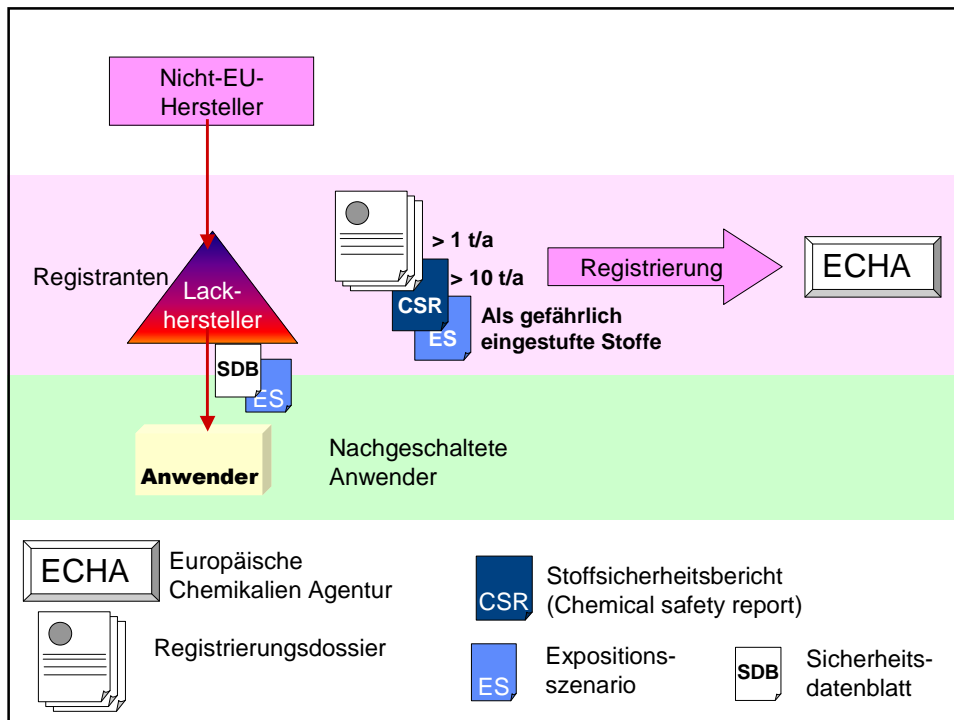 Nicht-EU-
Hersteller
> 1 t/a
Registranten
Lack-
hersteller
CSR
> 10 t/a
ES
Als gefährlich
eingestufte Stoffe
Registrierung
ECHA
SDB
ES
Anwender
Nachgeschaltete
Anwender
ECHA
Europäische
Chemikalien Agentur
Registrierungsdossier
CSR
Stoffsicherheitsbericht
(Chemical safety report)
ES
Expositions-
szenario
SDB
Sicherheits-
datenblatt